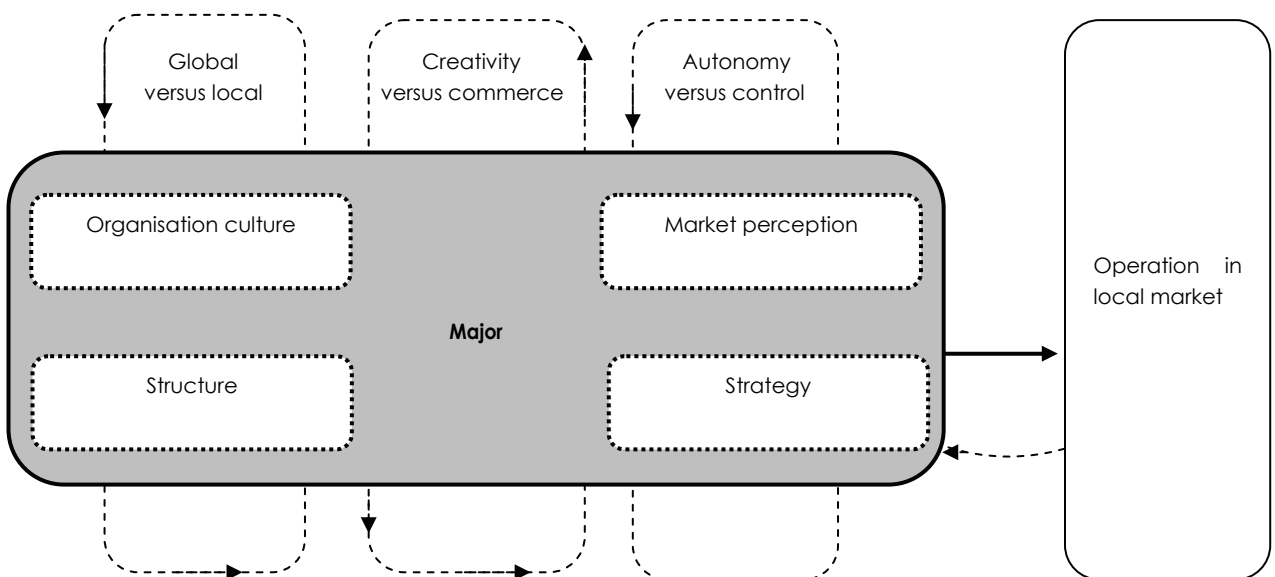 Global
versus local
Creativity
versus commerce
Autonomy
versus control
Organisation culture
Market perception
Operation in
local market
Major
Structure
Strategy